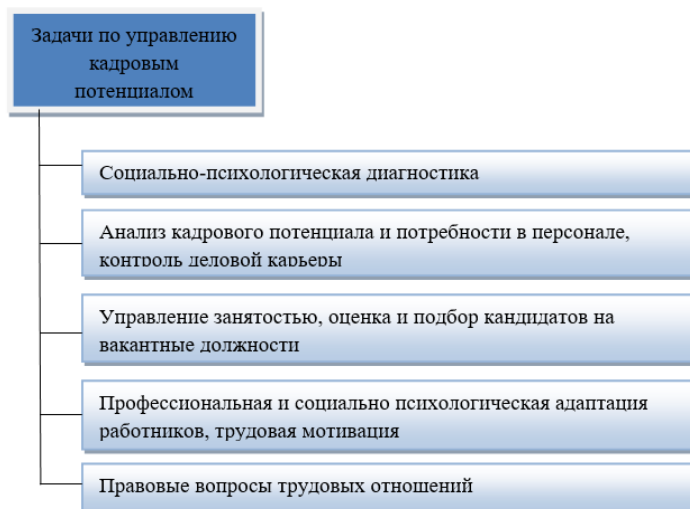 Задачи по управлению
кадровым
потенциалом
Социально-психологическая диагностика
Анализ кадрового потенциала и потребности в персонале,
контроль деловой карьеры
Управление занятостью, оценка и подбор кандидатов на
вакантные должности
Профессиональная и социально психологическая адаптация
работников, трудовая мотивация
Правовые вопросы трудовых отношений